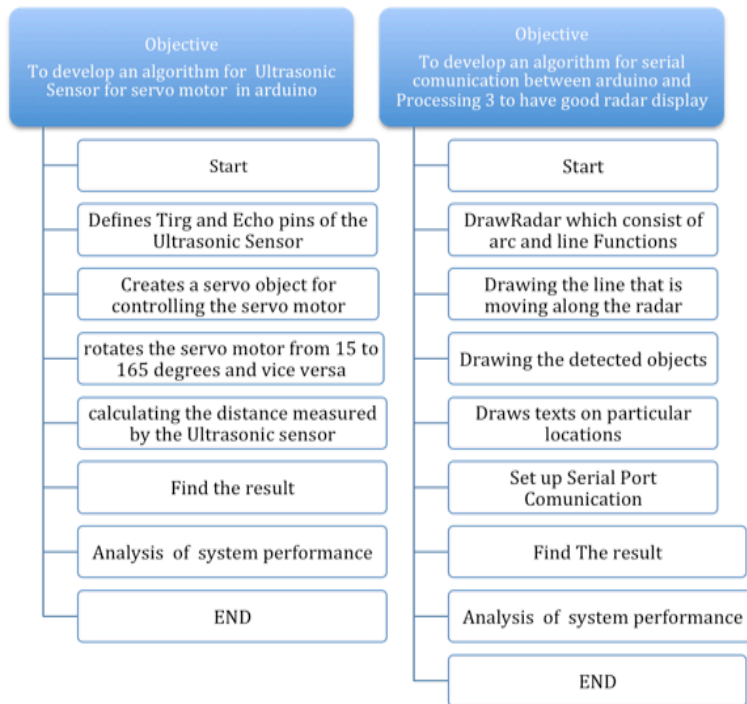 Objective
To develop an algorithm for Ultrasonic
Sensor for servo motor in arduino
Start
Defines Tirg and Echo pins of the
Ultrasonic Sensor
Creates a servo object for
controlling the servo motor
rotates the servo motor from 15 to
165 degrees and vice versa
calculating the distance measured
by the Ultrasonic sensor
Find the result
Analysis of system performance
END
Objective
To develop an algorithm for serial
comunication between arduino and
Processing 3 to have good radar display
Start
DrawRadar which consist of
arc and line Functions
Drawing the line that is
moving along the radar
Drawing the detected objects
Draws texts on particular
locations
Set up Serial Port
Comunication
Find The result
Analysis of system performance
END